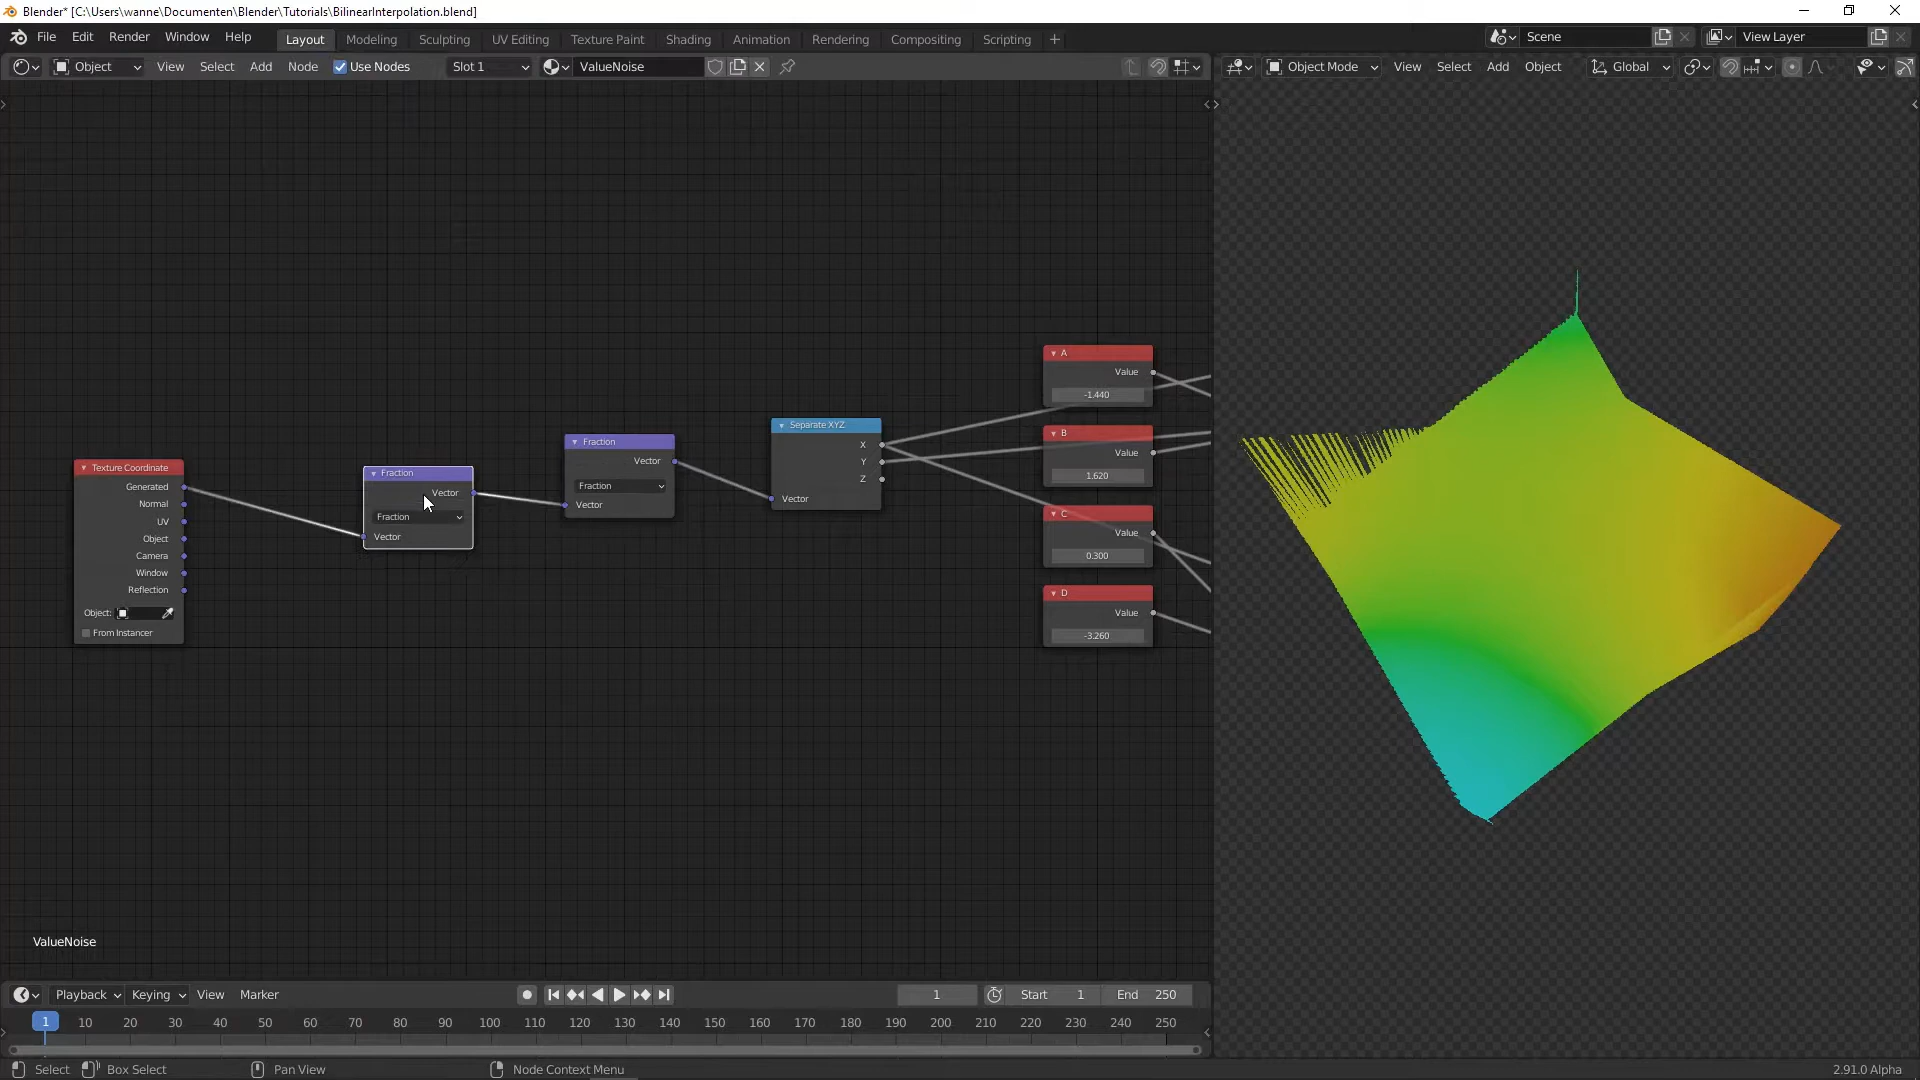 Blender* [C:\Users\wanne\Documenten\Blender\Tutorials\BilinearInterpolation.blend]
File Edit Render Window Help Layout Modeling Sculpting UV Editing Texture Paint Shading Animation Rendering Compositing Scripting + Scene View Layer
Object View Select Add Node Use Nodes Slot 1 ValueNoise Object Mode View Select Add Object Global
A
Value
-1.440
B
Value
1.620
C
Value
0.300
D
Value
-3.260
Separate XYZ
X
Y
Z
Vector
Fraction
Vector
Fraction
Vector
Fraction
Vector
Fraction
Vector
Texture Coordinate
Generated
Normal
UV
Object
Camera
Window
Reflection
Object:
From Instancer
ValueNoise
Playback Keying View Marker 1 Start 1 End 250
1 10 20 30 40 50 60 70 80 90 100 110 120 130 140 150 160 170 180 190 200 210 220 230 240 250
Select Box Select Pan View Node Context Menu 2.91.0 Alpha